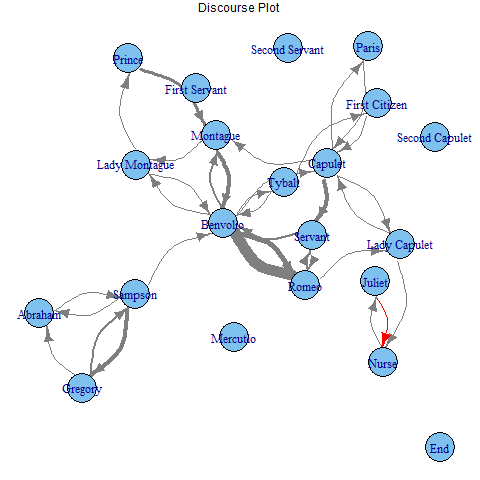 Discourse Plot
Second Servant
Paris
Prince
First Servant
First Citizen
Montague
Second Capulet
Lady Montague
Capulet
Tybalt
Benvolio
Servant
Lady Capulet
Juliet
Romeo
Sampson
Abraham
Mercutio
Nurse
Gregory
End